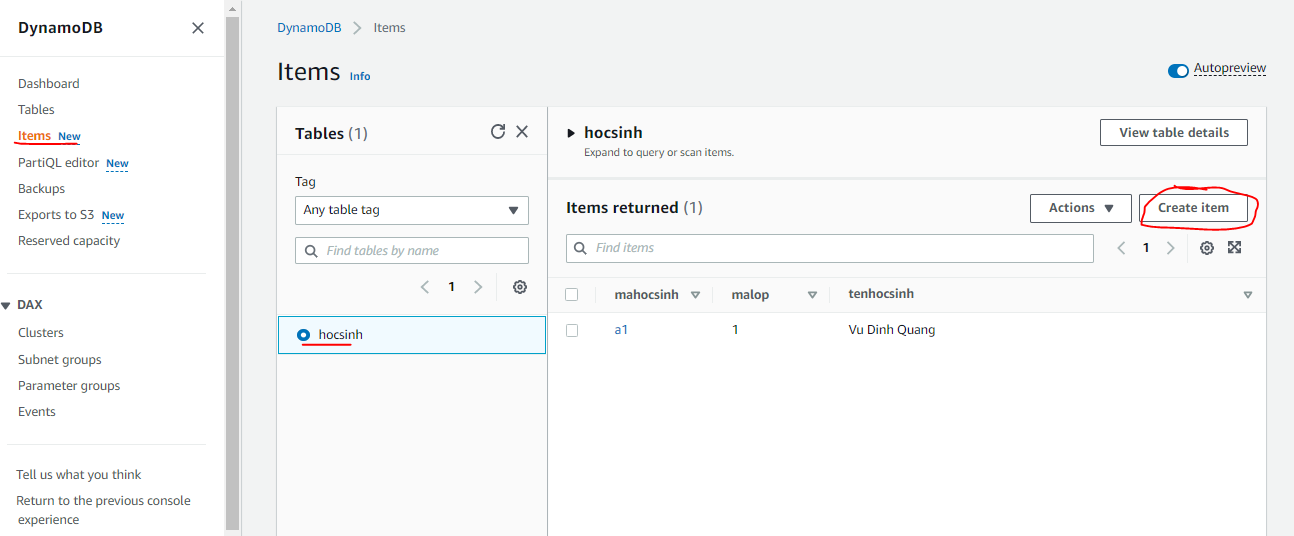 DynamoDB
Dashboard
Tables
Items New
PartiQL editor New
Backups
Exports to S3 New
Reserved capacity
DAX
Clusters
Subnet groups
Parameter groups
Events
Tell us what you think
Return to the previous console
experience
DynamoDB Items
Items Info
Autopreview
Tables (1)
Tag
Any table tag
Find tables by name
1
hocsinh
hocsinh
Expand to query or scan items.
View table details
Items returned (1)
Actions
Create item
Find items
1
mahocsinh malop tenhocsinh
a1 1 Vu Dinh Quang